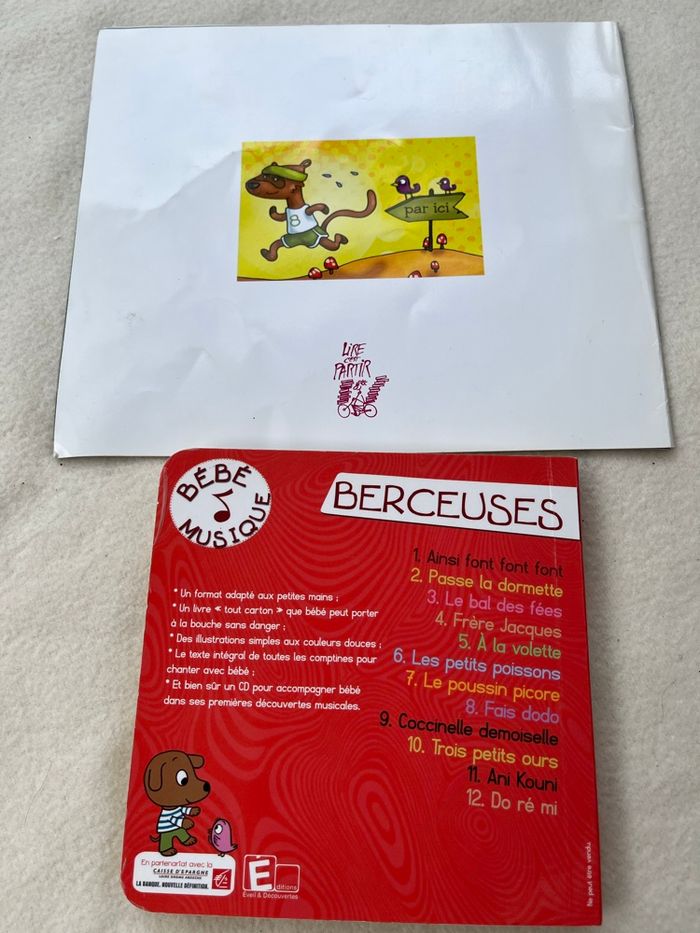 8
par ici
LIRE
C'EST
PARTIR
BÉBÉ
MUSIQUE
BERCEUSES
1. Ainsi font font font
2. Passe la dormette
3. Le bal des fées
4. Frère Jacques
5. À la volette
6. Les petits poissons
7. Le poussin picore
8. Fais dodo
9. Coccinelle demoiselle
10. Trois petits ours
11. Ani Kouni
12. Do ré mi
* Un format adapté aux petites mains ;
* Un livre « tout carton » que bébé peut porter
à la bouche sans danger ;
* Des illustrations simples aux couleurs douces ;
* Le texte intégral de toutes les comptines pour
chanter avec bébé ;
* Et bien sûr un CD pour accompagner bébé
dans ses premières découvertes musicales.
En partenariat avec la
CAISSE D'EPARGNE
LOIRE DROME ARDECHE
LA BANQUE. NOUVELLE DÉFINITION.
Éditions
Eveil & Découvertes
Ne peut être vendu